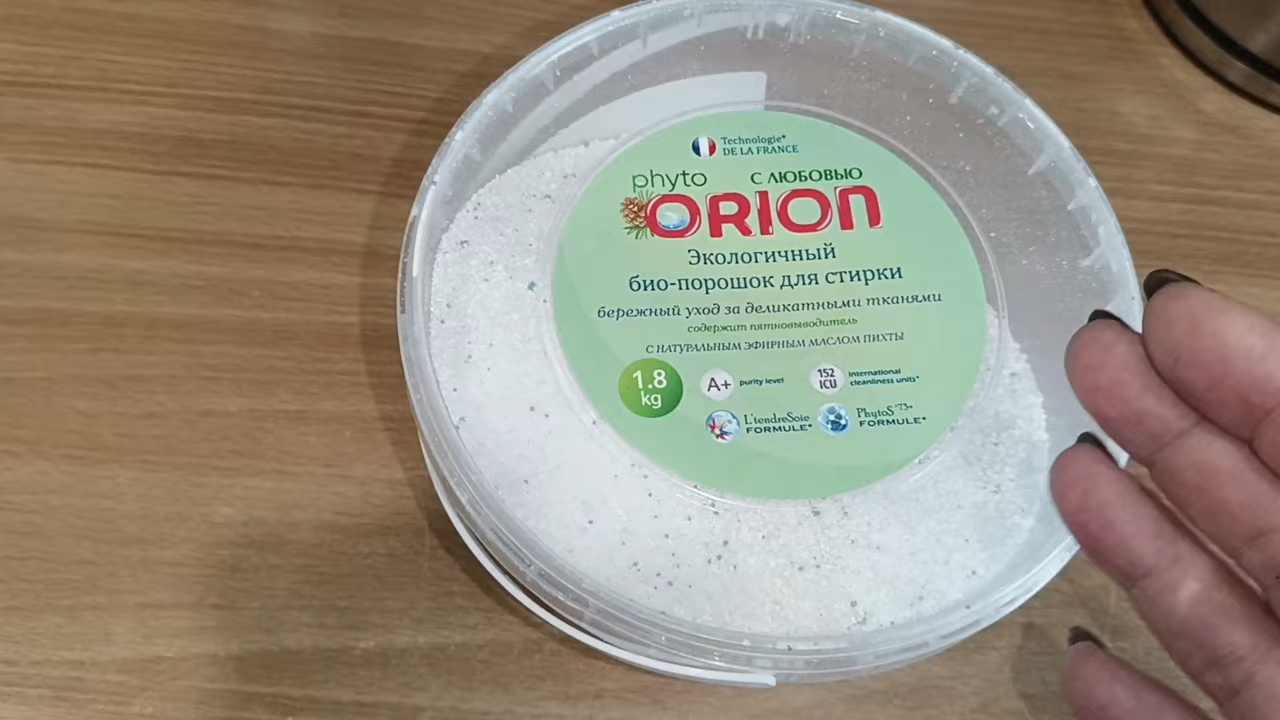 Technologie*
DE LA FRANCE
phyto
С ЛЮБОВЬЮ
ORION
Экологичный
био-порошок для стирки
бережный уход за деликатными тканями
содержит пятновыводитель
С НАТУРАЛЬНЫМ ЭФИРНЫМ МАСЛОМ ПИХТЫ
1.8
kg
A+
purity level
152
ICU
international
cleanliness units*
L'tendreSoie
FORMULE*
PhytoS"73+
FORMULE*